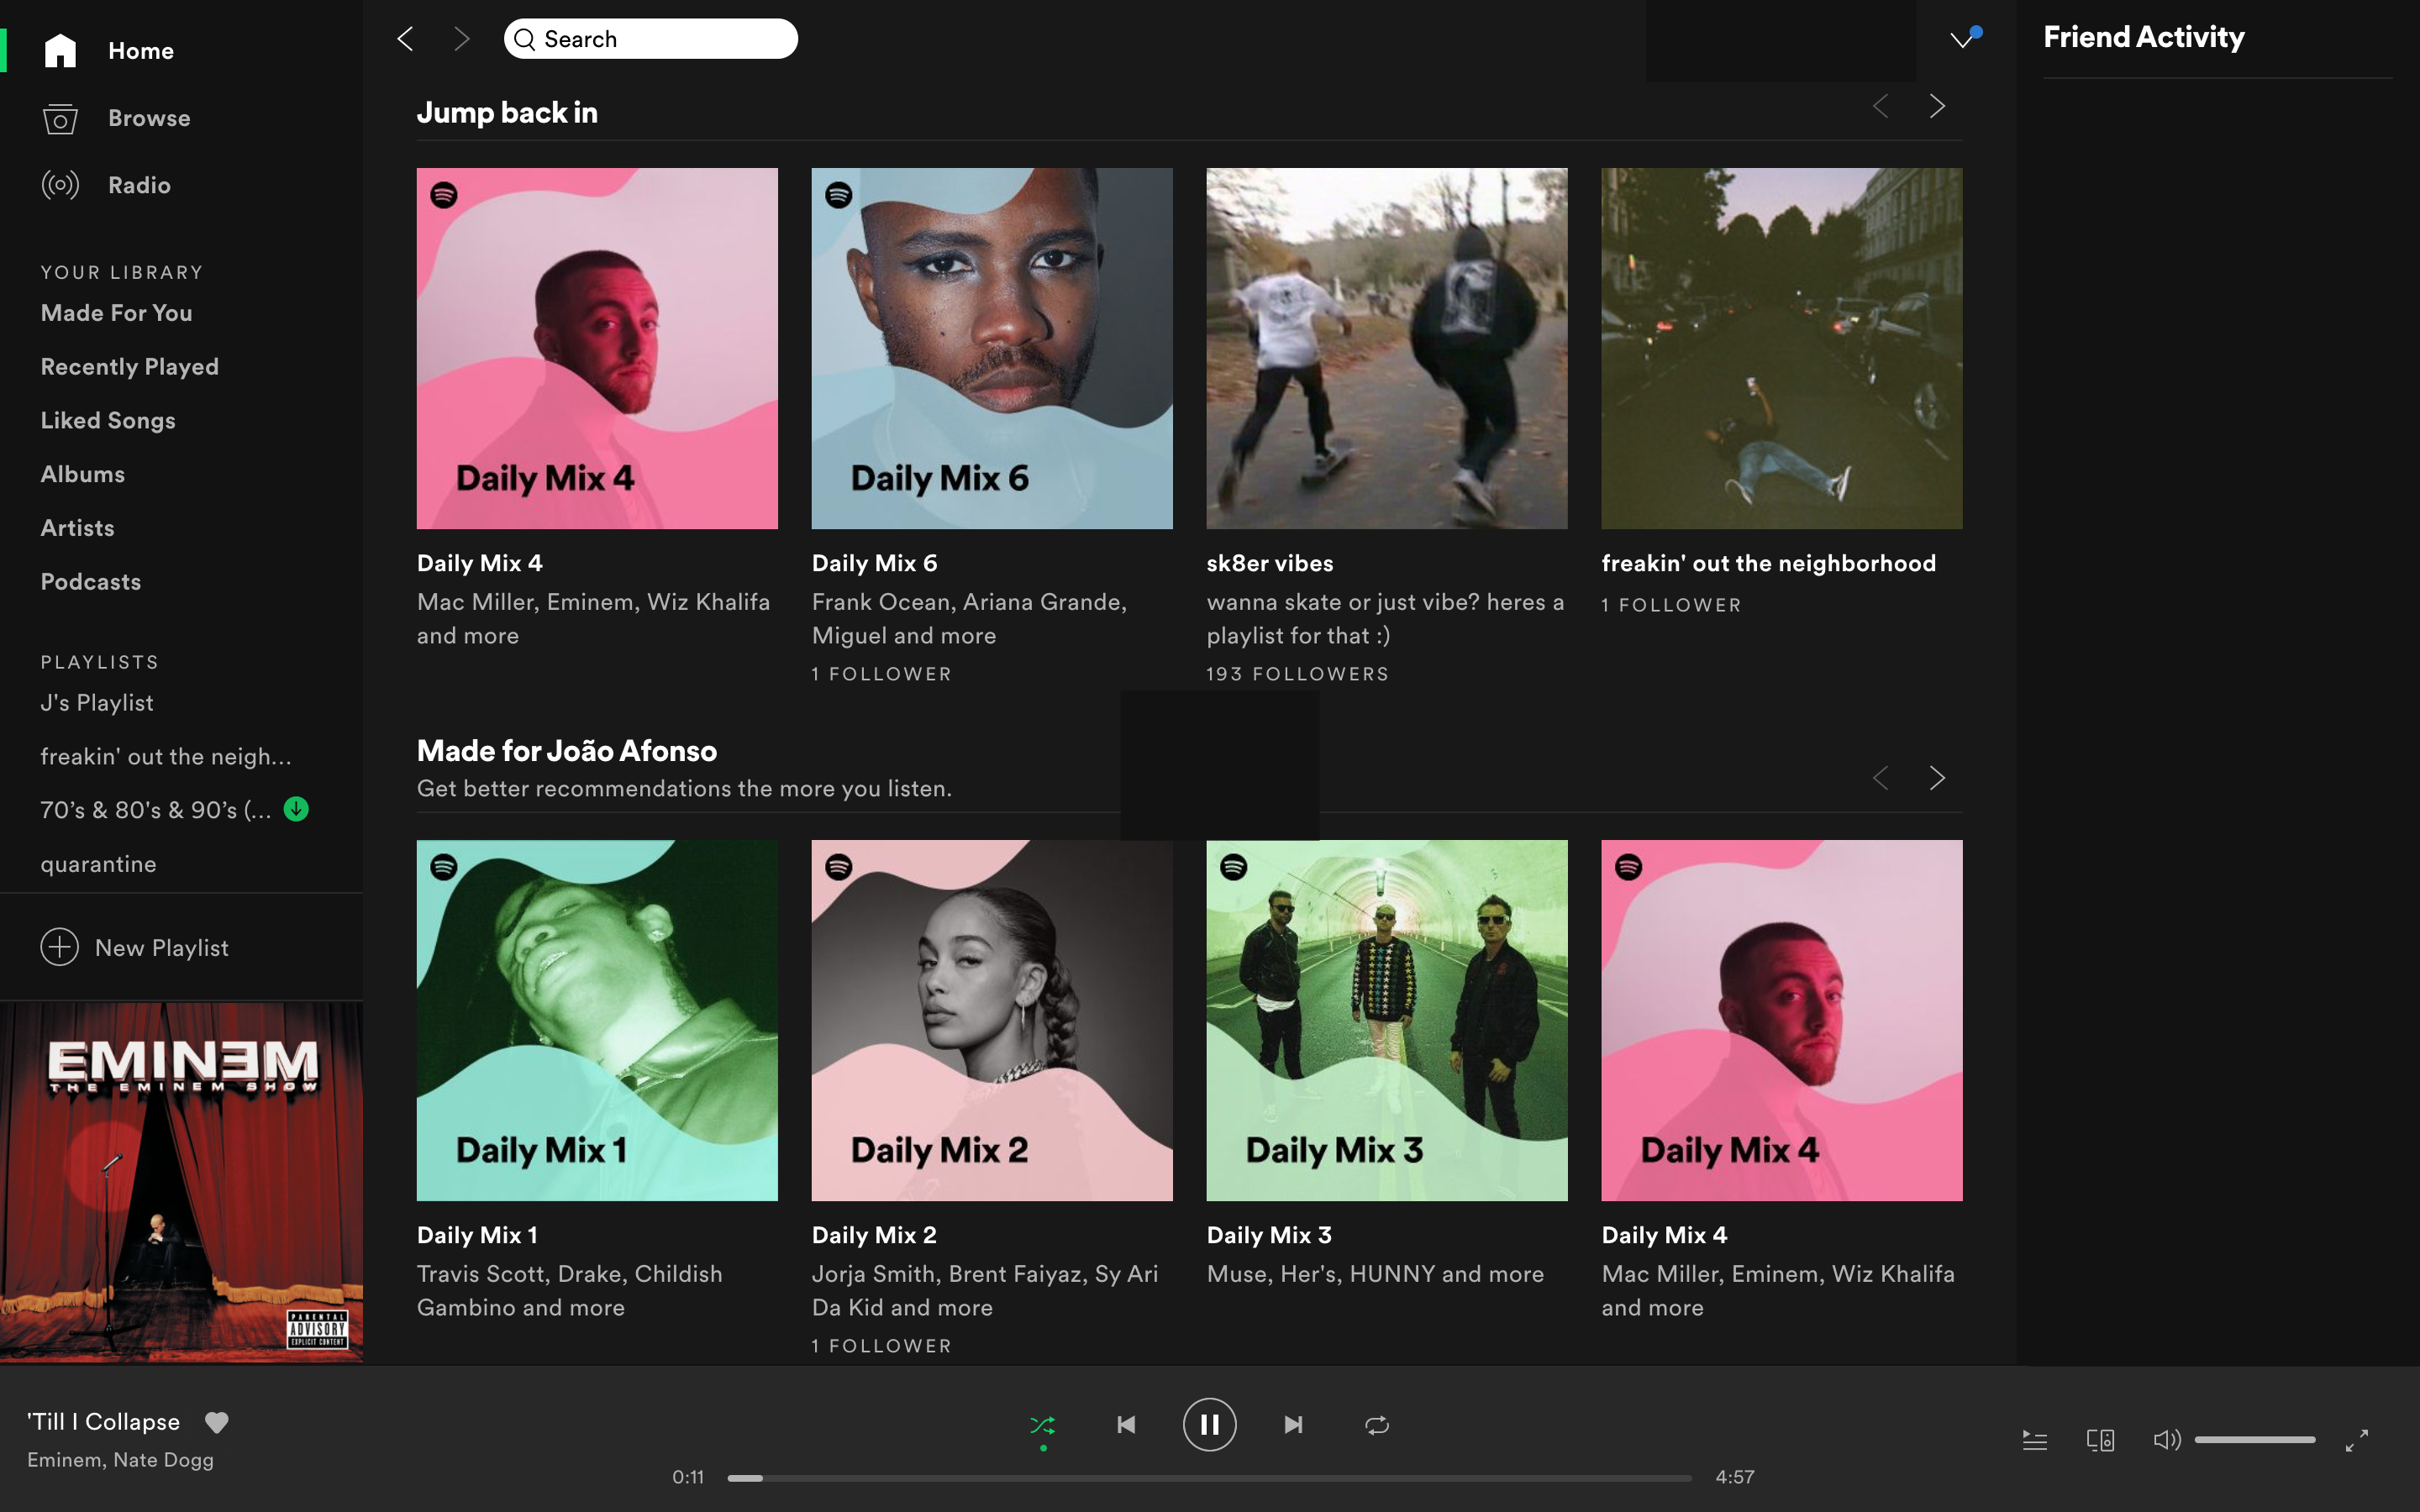 Home
Browse
Radio
YOUR LIBRARY
Made For You
Recently Played
Liked Songs
Albums
Artists
Podcasts
PLAYLISTS
J's Playlist
freakin' out the neigh...
70’s & 80's & 90’s (...
quarantine
New Playlist
EMINƎM
THE EMINEM SHOW
PARENTAL
ADVISORY
EXPLICIT CONTENT
Search
Jump back in
Daily Mix 4
Daily Mix 4
Mac Miller, Eminem, Wiz Khalifa
and more
Daily Mix 6
Daily Mix 6
Frank Ocean, Ariana Grande,
Miguel and more
1 FOLLOWER
sk8er vibes
wanna skate or just vibe? heres a
playlist for that :)
193 FOLLOWERS
freakin' out the neighborhood
1 FOLLOWER
Made for João Afonso
Get better recommendations the more you listen.
Daily Mix 1
Daily Mix 1
Travis Scott, Drake, Childish
Gambino and more
Daily Mix 2
Daily Mix 2
Jorja Smith, Brent Faiyaz, Sy Ari
Da Kid and more
1 FOLLOWER
Daily Mix 3
Daily Mix 3
Muse, Her's, HUNNY and more
Daily Mix 4
Daily Mix 4
Mac Miller, Eminem, Wiz Khalifa
and more
Friend Activity
'Till I Collapse
Eminem, Nate Dogg
0:11
4:57